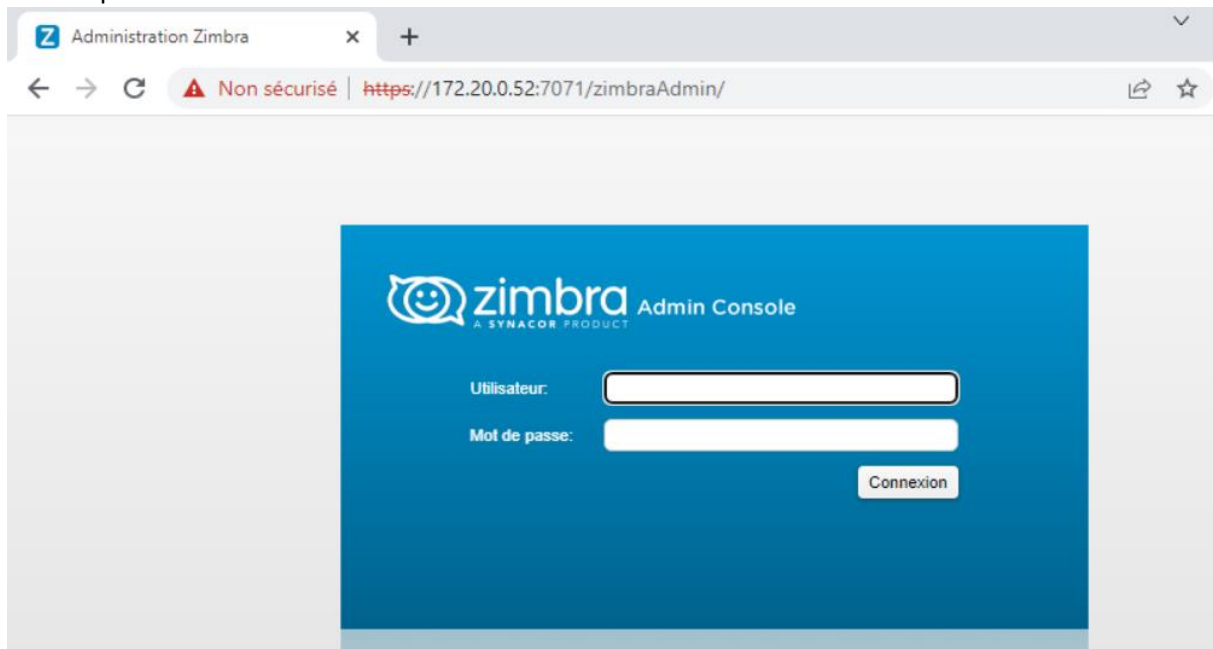 Administration Zimbra
Non sécurisé | https://172.20.0.52:7071/zimbraAdmin/
zimbra Admin Console
A SYNACOR PRODUCT
Utilisateur:
Mot de passe:
Connexion